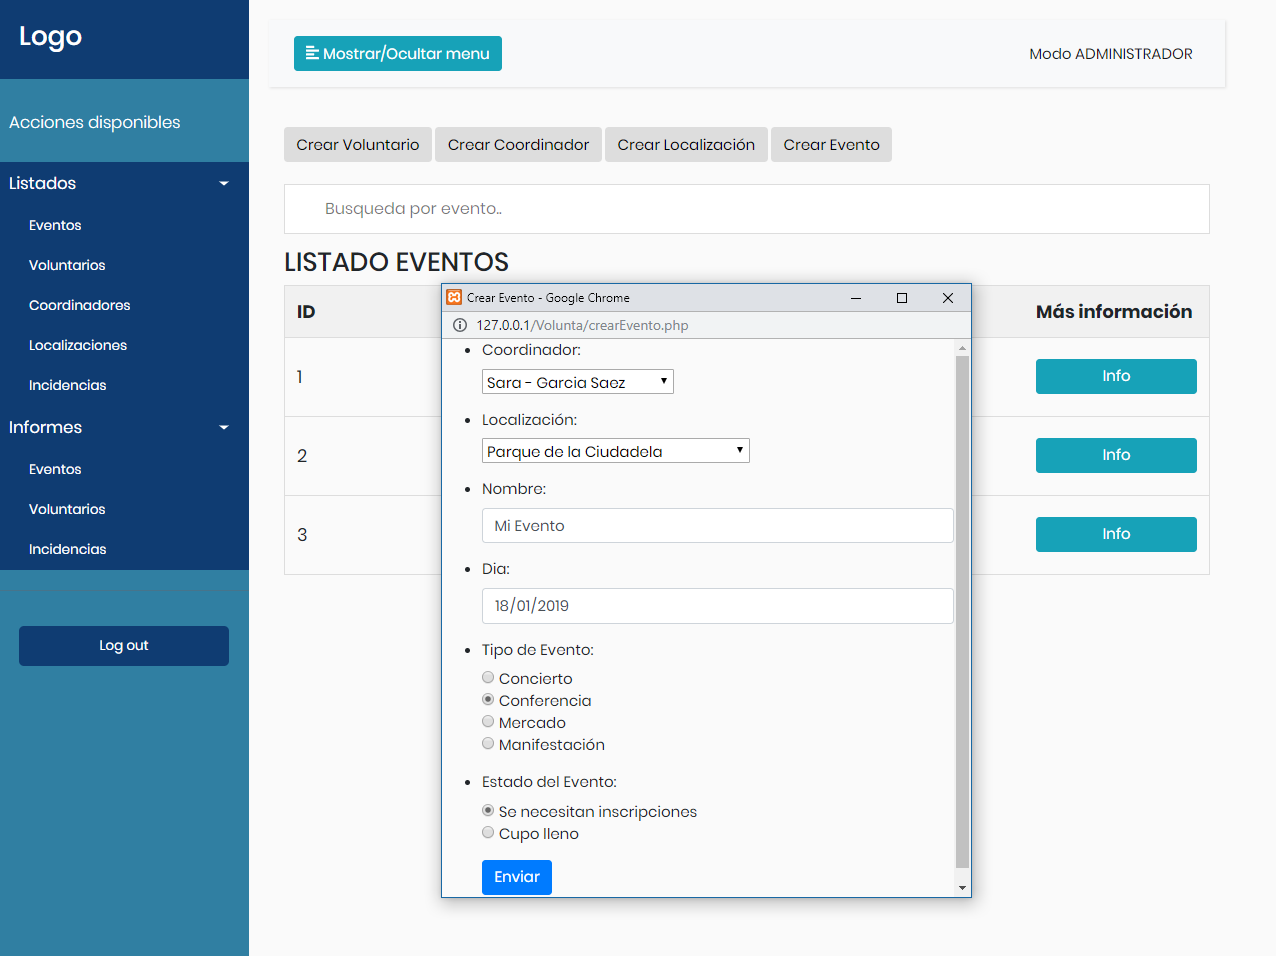 Logo
Acciones disponibles
Listados
Eventos
Voluntarios
Coordinadores
Localizaciones
Incidencias
Informes
Eventos
Voluntarios
Incidencias
Log out
Mostrar/Ocultar menu
Modo ADMINISTRADOR
Crear Voluntario Crear Coordinador Crear Localización Crear Evento
Busqueda por evento..
LISTADO EVENTOS
ID Más información
1 Info
2 Info
3 Info
Crear Evento - Google Chrome
127.0.0.1/Volunta/crearEvento.php
Coordinador:
Sara - Garcia Saez
Localización:
Parque de la Ciudadela
Nombre:
Mi Evento
Dia:
18/01/2019
Tipo de Evento:
Concierto
Conferencia
Mercado
Manifestación
Estado del Evento:
Se necesitan inscripciones
Cupo lleno
Enviar